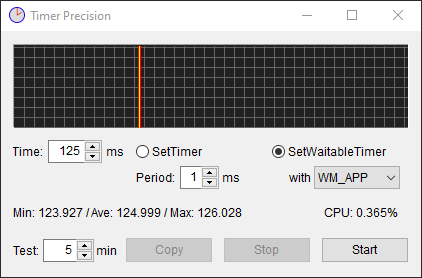 Timer Precision
Time: 125 ms SetTimer SetWaitableTimer
Period: 1 ms with WM_APP
Min: 123.927 / Ave: 124.999 / Max: 126.028 CPU: 0.365%
Test: 5 min Copy Stop Start